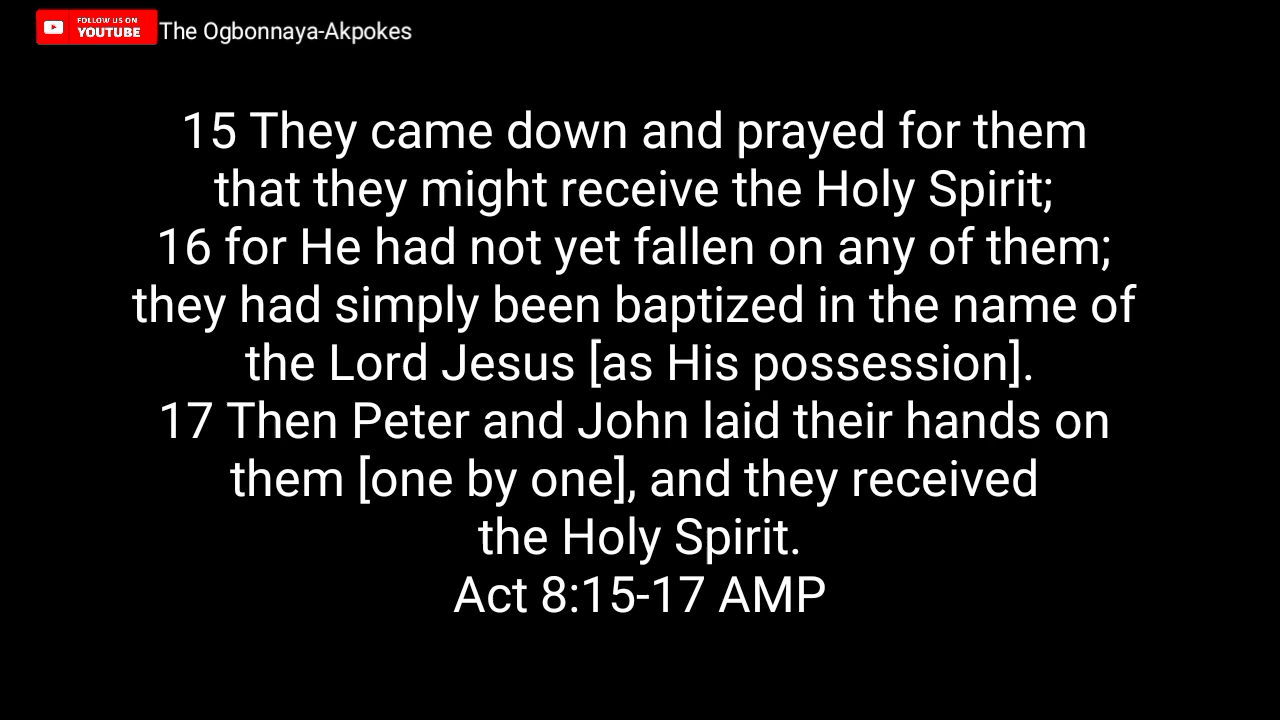 FOLLOW US ON
YOUTUBE
The Ogbonnaya-Akpokes
15 They came down and prayed for them
that they might receive the Holy Spirit;
16 for He had not yet fallen on any of them;
they had simply been baptized in the name of
the Lord Jesus [as His possession].
17 Then Peter and John laid their hands on
them [one by one], and they received
the Holy Spirit.
Act 8:15-17 AMP